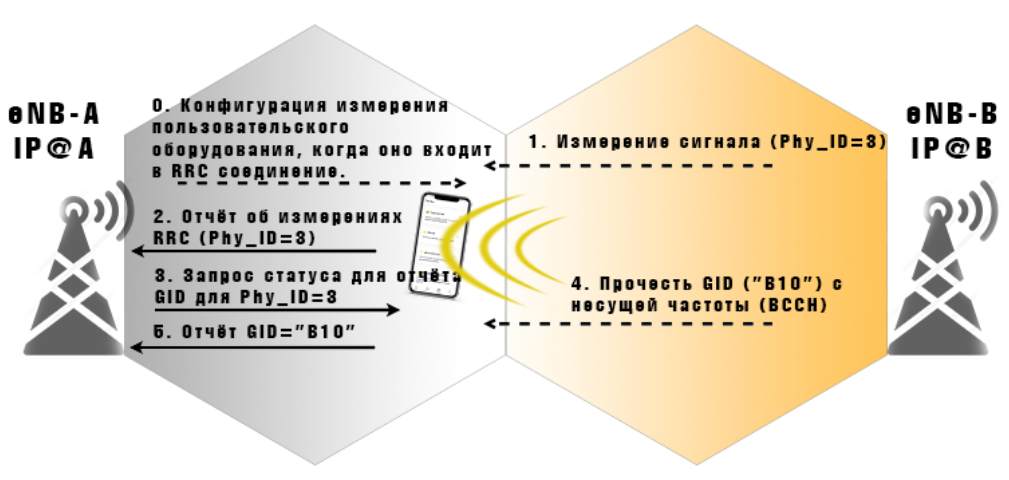 eNB-A
IP@A
0. Конфигурация измерения
пользовательского
оборудования, когда оно входит
в RRC соединение.
1. Измерение сигнала (Phy_ID=3)
eNB-B
IP@B
2. Отчёт об измерениях
RRC (Phy_ID=3)
3. Запрос статуса для отчёта
GID для Phy_ID=3
4. Прочесть GID ("B10") с
несущей частоты (BCCH)
5. Отчёт GID="B10"